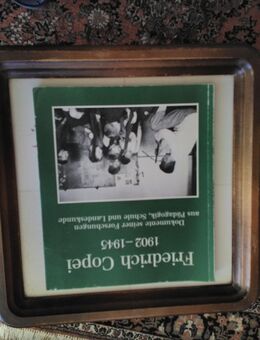 Friedrich Copei
1902-1945
Dokumente seiner Forschungen
aus Pädagogik, Schule und Landeskunde